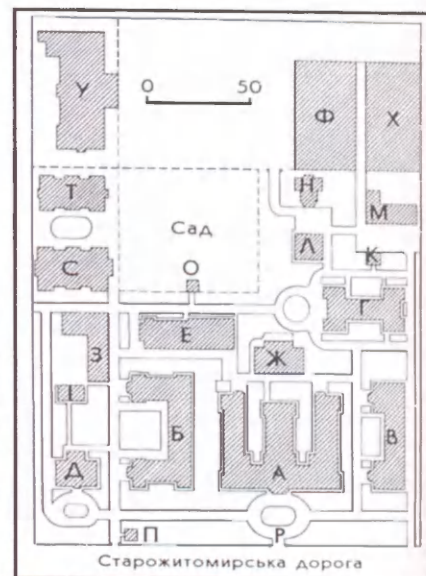 У
0 50
Ф Х
Т
Н
М
Сад
Л
С
О
К
Г
Е
З
Ж
І
Б
В
Д
А
П
Р
Старожитомирська дорога